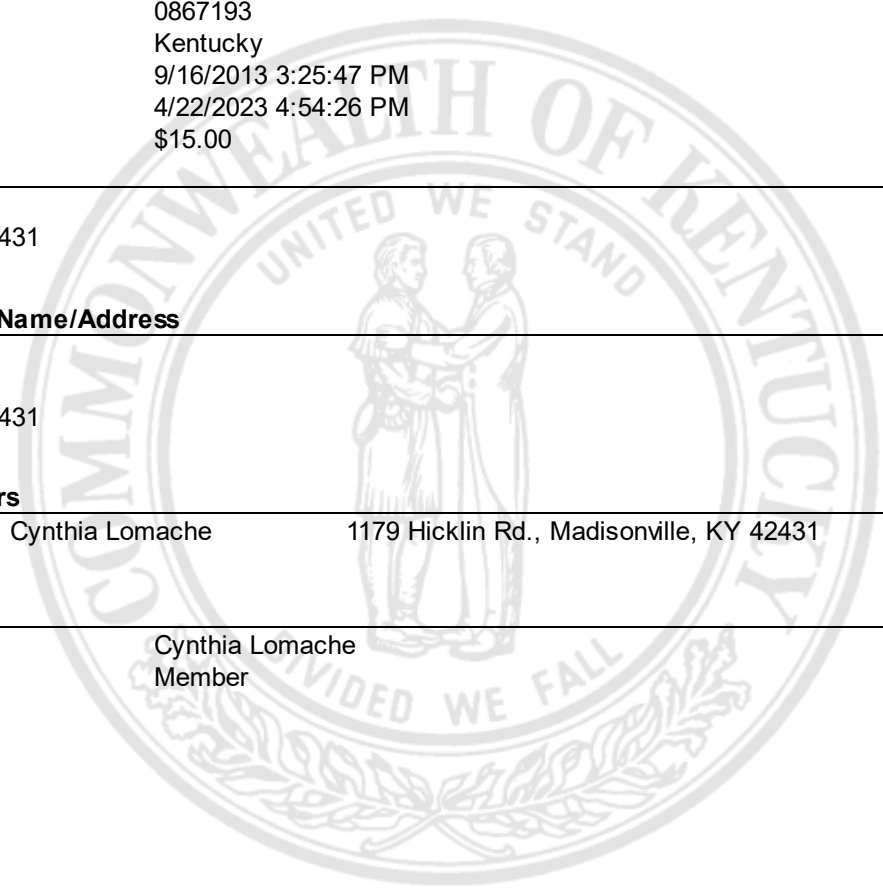 0867193
Kentucky
9/16/2013 3:25:47 PM
4/22/2023 4:54:26 PM
$15.00
431
Name/Address
431
rs
Cynthia Lomache 1179 Hicklin Rd., Madisonville, KY 42431
Cynthia Lomache
Member
COMMONWEALTH OF KENTUCKY
UNITED WE STAND
DIVIDED WE FALL